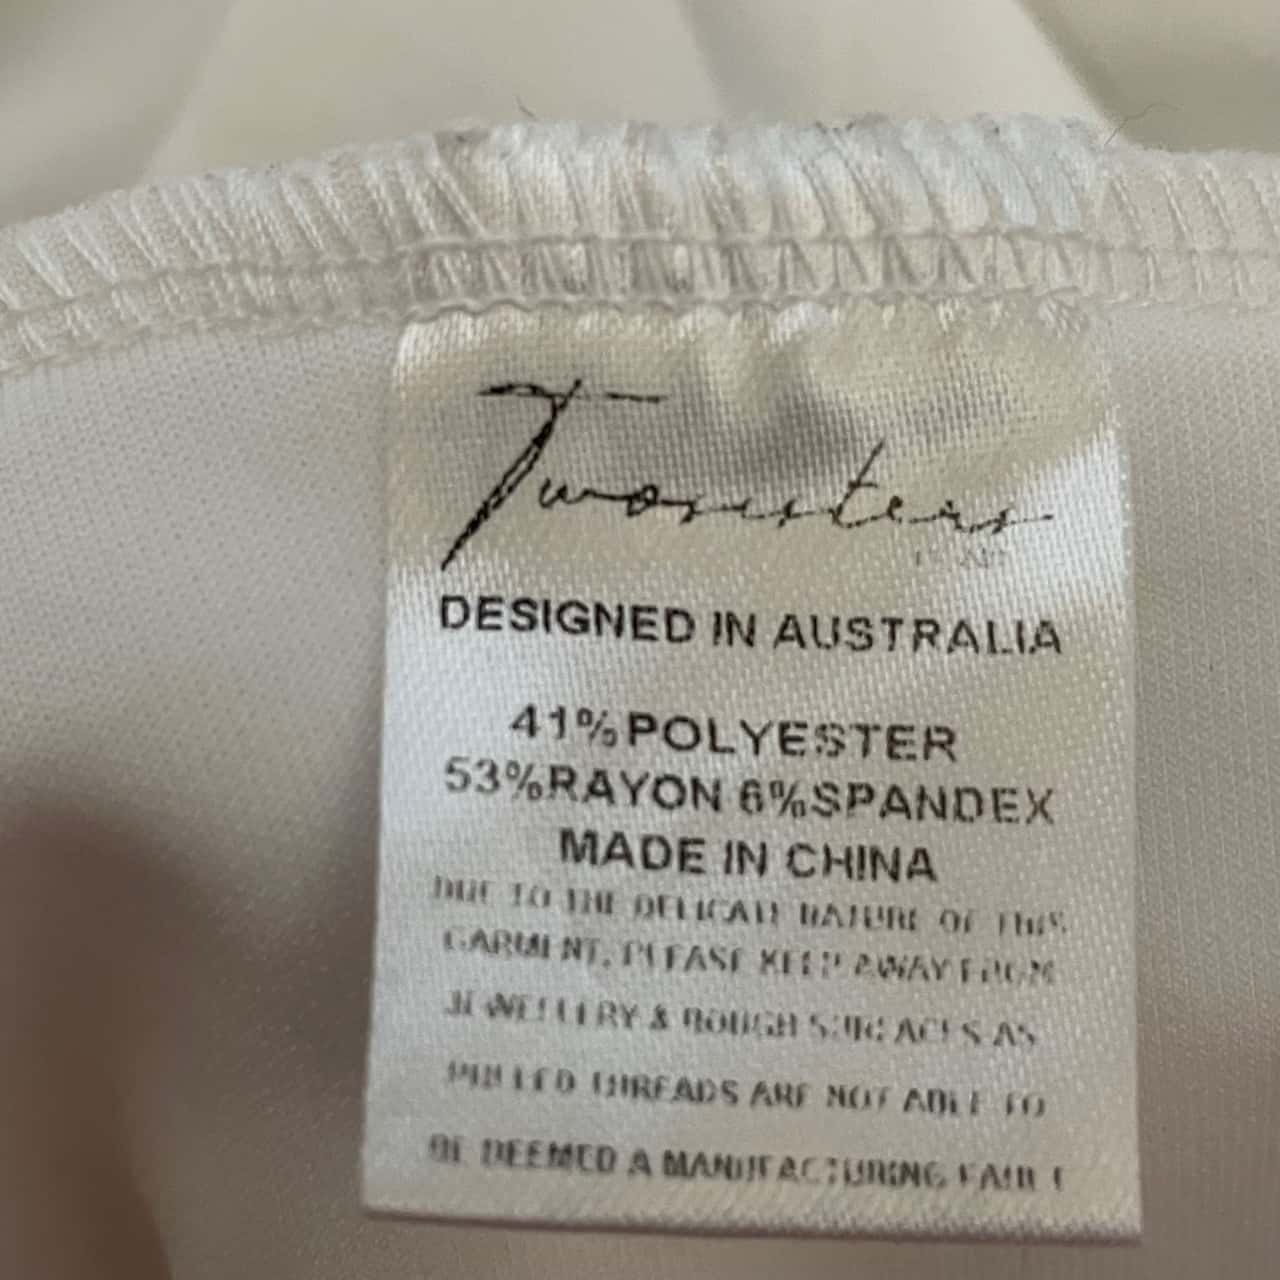 Twosisters
DESIGNED IN AUSTRALIA
41%POLYESTER
53%RAYON 6%SPANDEX
MADE IN CHINA
DUE TO THE DELICATE NATURE OF THIS
GARMENT, PLEASE KEEP AWAY FROM
JEWELLERY & ROUGH SURFACES AS
PULLED THREADS ARE NOT ABLE TO
BE DEEMED A MANUFACTURING FAULT